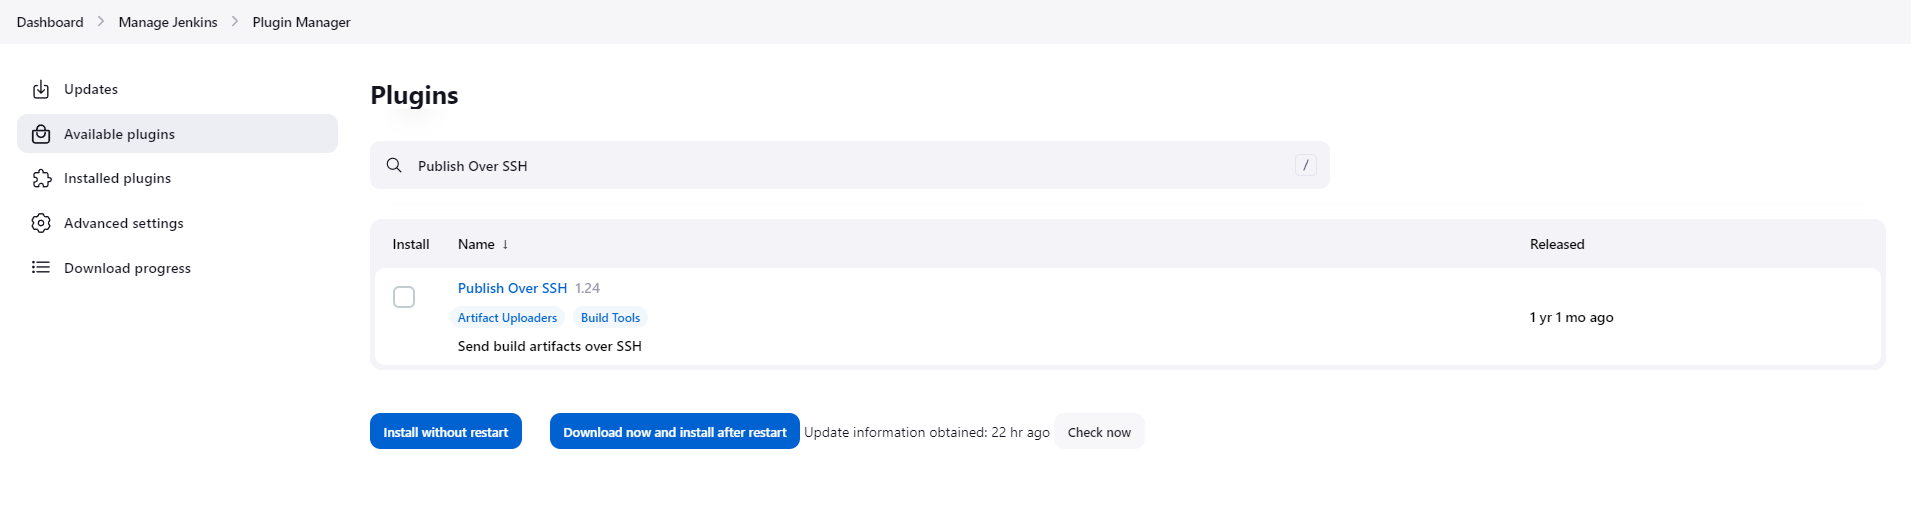 Dashboard > Manage Jenkins > Plugin Manager
Updates
Available plugins
Installed plugins
Advanced settings
Download progress
Plugins
Publish Over SSH /
Install Name ↓ Released
Publish Over SSH 1.24
Artifact Uploaders Build Tools
Send build artifacts over SSH
1 yr 1 mo ago
Install without restart Download now and install after restart Update information obtained: 22 hr ago Check now